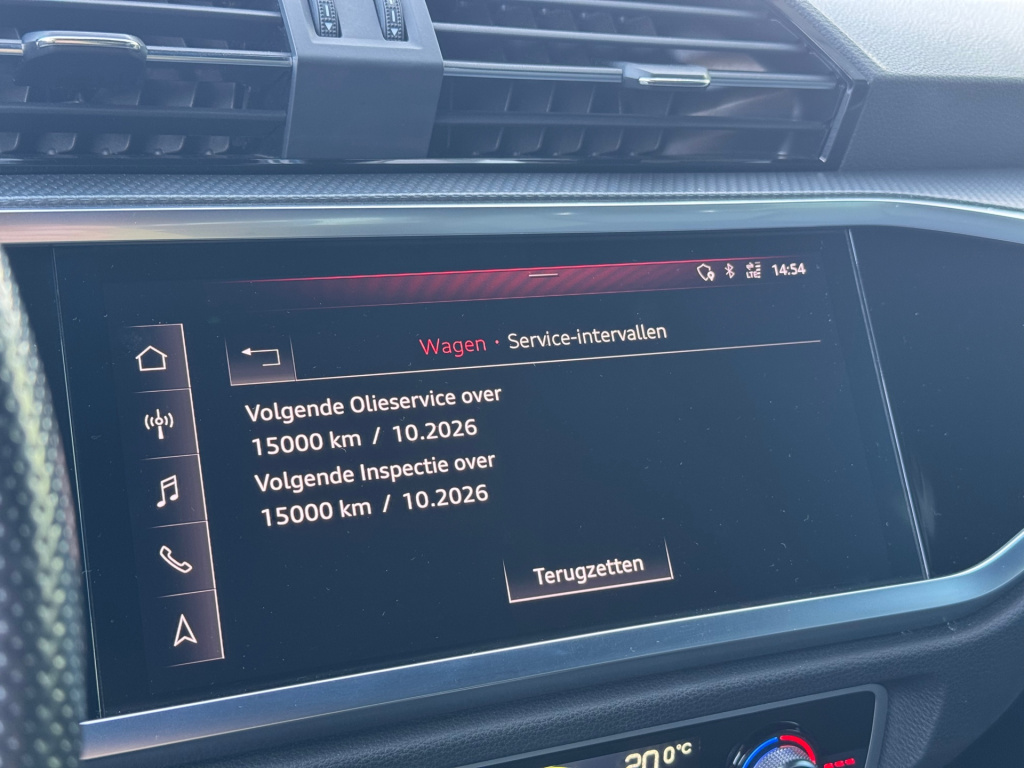 LTE 14:54
Wagen · Service-intervallen
Volgende Olieservice over
15000 km / 10.2026
Volgende Inspectie over
15000 km / 10.2026
Terugzetten
20.0°C